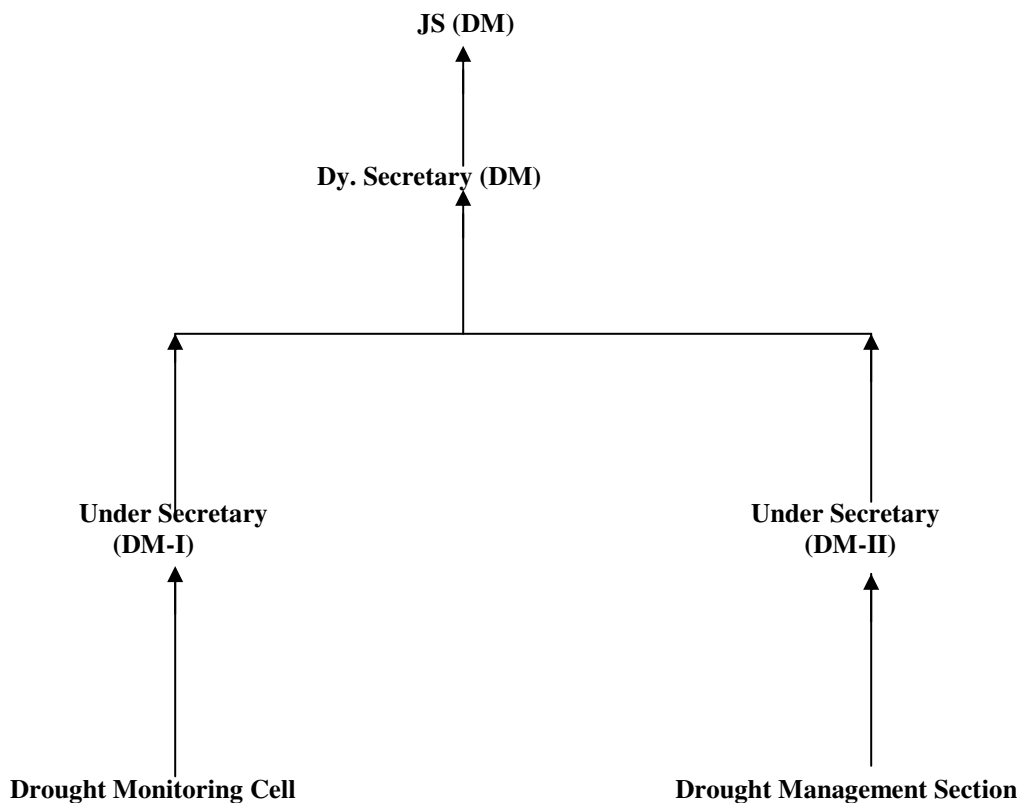 JS (DM)
Dy. Secretary (DM)
Under Secretary
(DM-I)
Under Secretary
(DM-II)
Drought Monitoring Cell
Drought Management Section